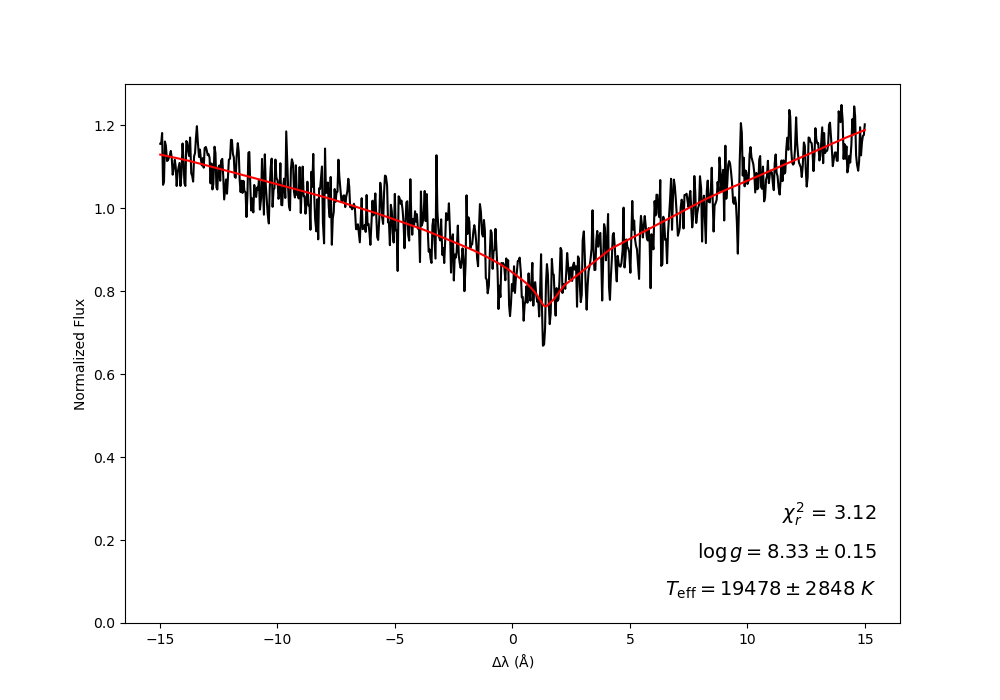 1.2
1.0
0.8
0.6
0.4
0.2
0.0
Normalized Flux
χ²ᵣ = 3.12
log g = 8.33 ± 0.15
T_eff = 19478 ± 2848 K
−15 −10 −5 0 5 10 15
Δλ (Å)